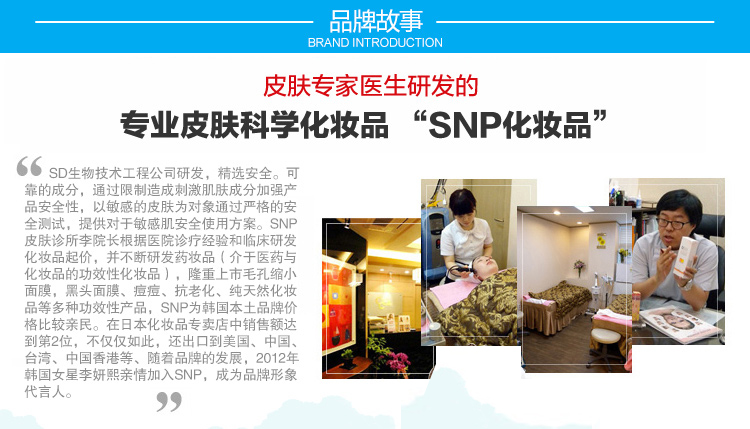 品牌故事
BRAND INTRODUCTION
皮肤专家医生研发的
专业皮肤科学化妆品 “SNP化妆品”
“ SD生物技术工程公司研发，精选安全。可
靠的成分，通过限制造成刺激肌肤成分加强产
品安全性，以敏感的皮肤为对象通过严格的安
全测试，提供对于敏感肌安全使用方案。SNP
皮肤诊所李院长根据医院诊疗经验和临床研发
化妆品起价，并不断研发药妆品（介于医药与
化妆品的功效性化妆品），隆重上市毛孔缩小
面膜，黑头面膜、痘痘、抗老化、纯天然化妆
品等多种功效性产品，SNP为韩国本土品牌价
格比较亲民。在日本化妆品专卖店中销售额达
到第2位，不仅仅如此，还出口到美国、中国、
台湾、中国香港等、随着品牌的发展，2012年
韩国女星李妍熙亲情加入SNP，成为品牌形象
代言人。 ”